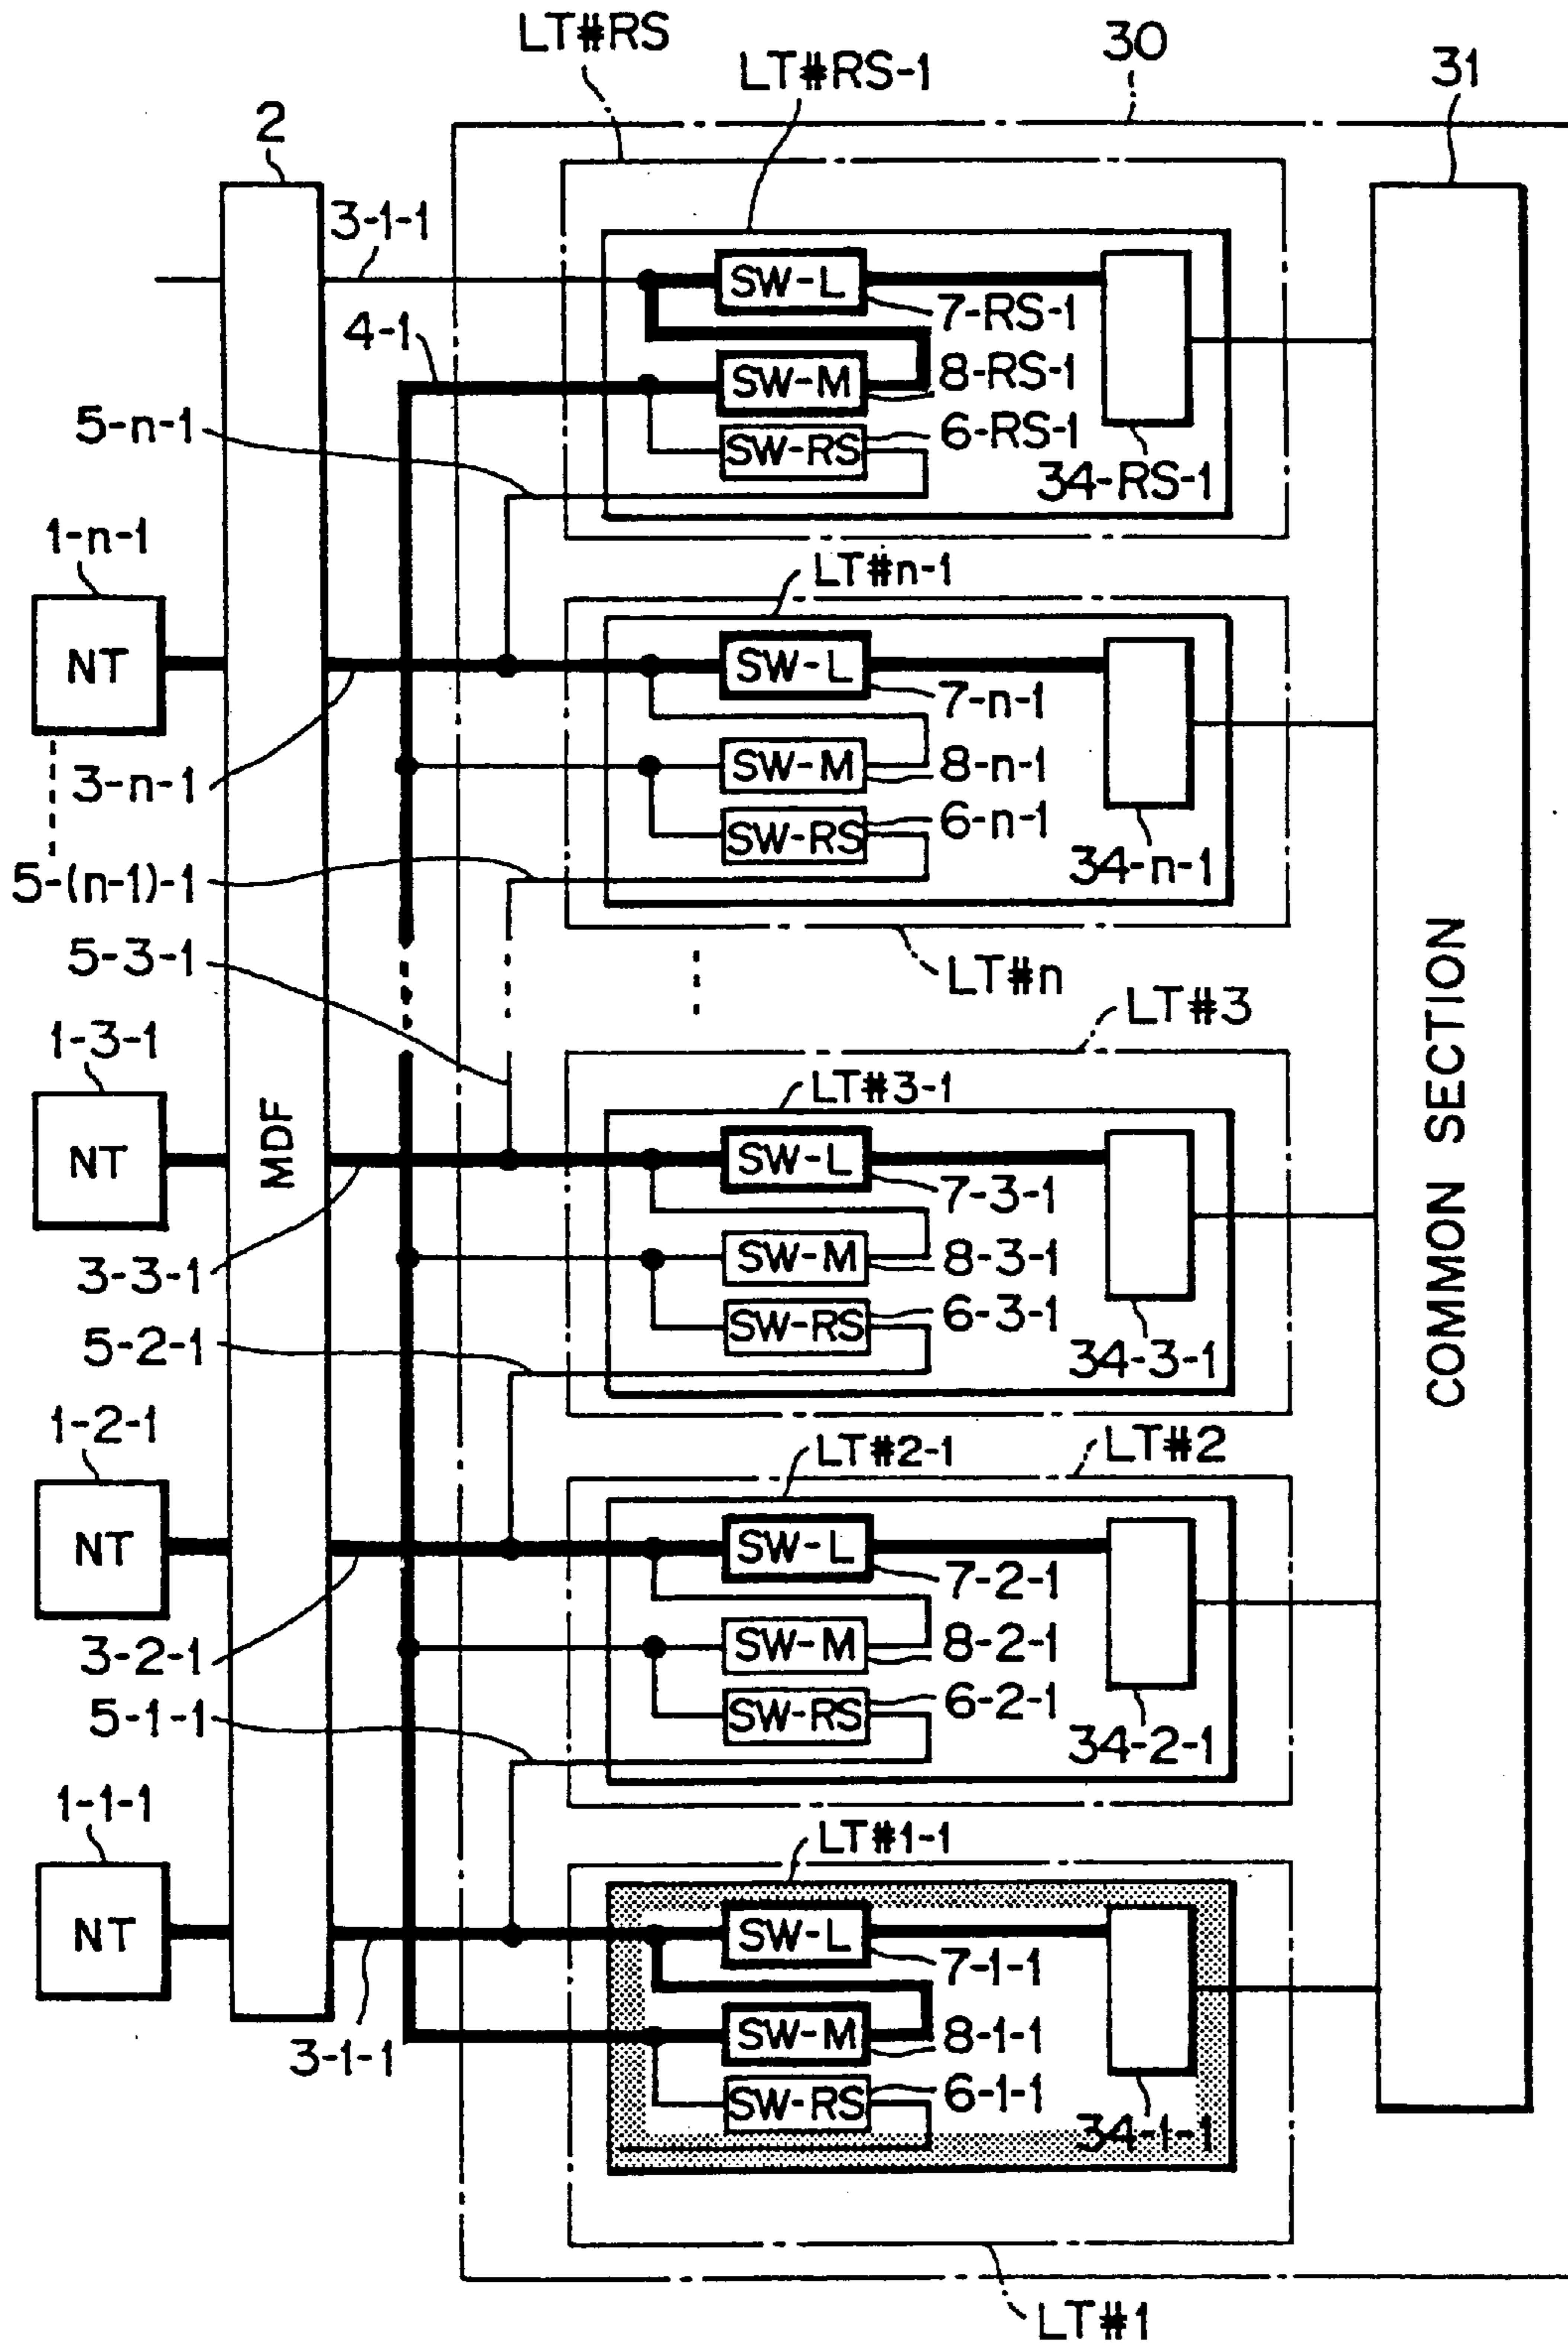 LT#RS
30
LT#RS-1
31
2
3-1-1
SW-L
7-RS-1
4-1
SW-M
8-RS-1
5-n-1
SW-RS
6-RS-1
34-RS-1
1-n-1
LT#n-1
NT
SW-L
7-n-1
3-n-1
SW-M
8-n-1
SW-RS
6-n-1
5-(n-1)-1
34-n-1
5-3-1
LT#n
COMMON SECTION
LT#3
1-3-1
LT#3-1
MDF
NT
SW-L
7-3-1
3-3-1
SW-M
8-3-1
SW-RS
6-3-1
5-2-1
34-3-1
1-2-1
LT#2-1
LT#2
NT
SW-L
7-2-1
3-2-1
SW-M
8-2-1
SW-RS
6-2-1
5-1-1
34-2-1
1-1-1
LT#1-1
NT
SW-L
7-1-1
3-1-1
SW-M
8-1-1
SW-RS
6-1-1
34-1-1
LT#1